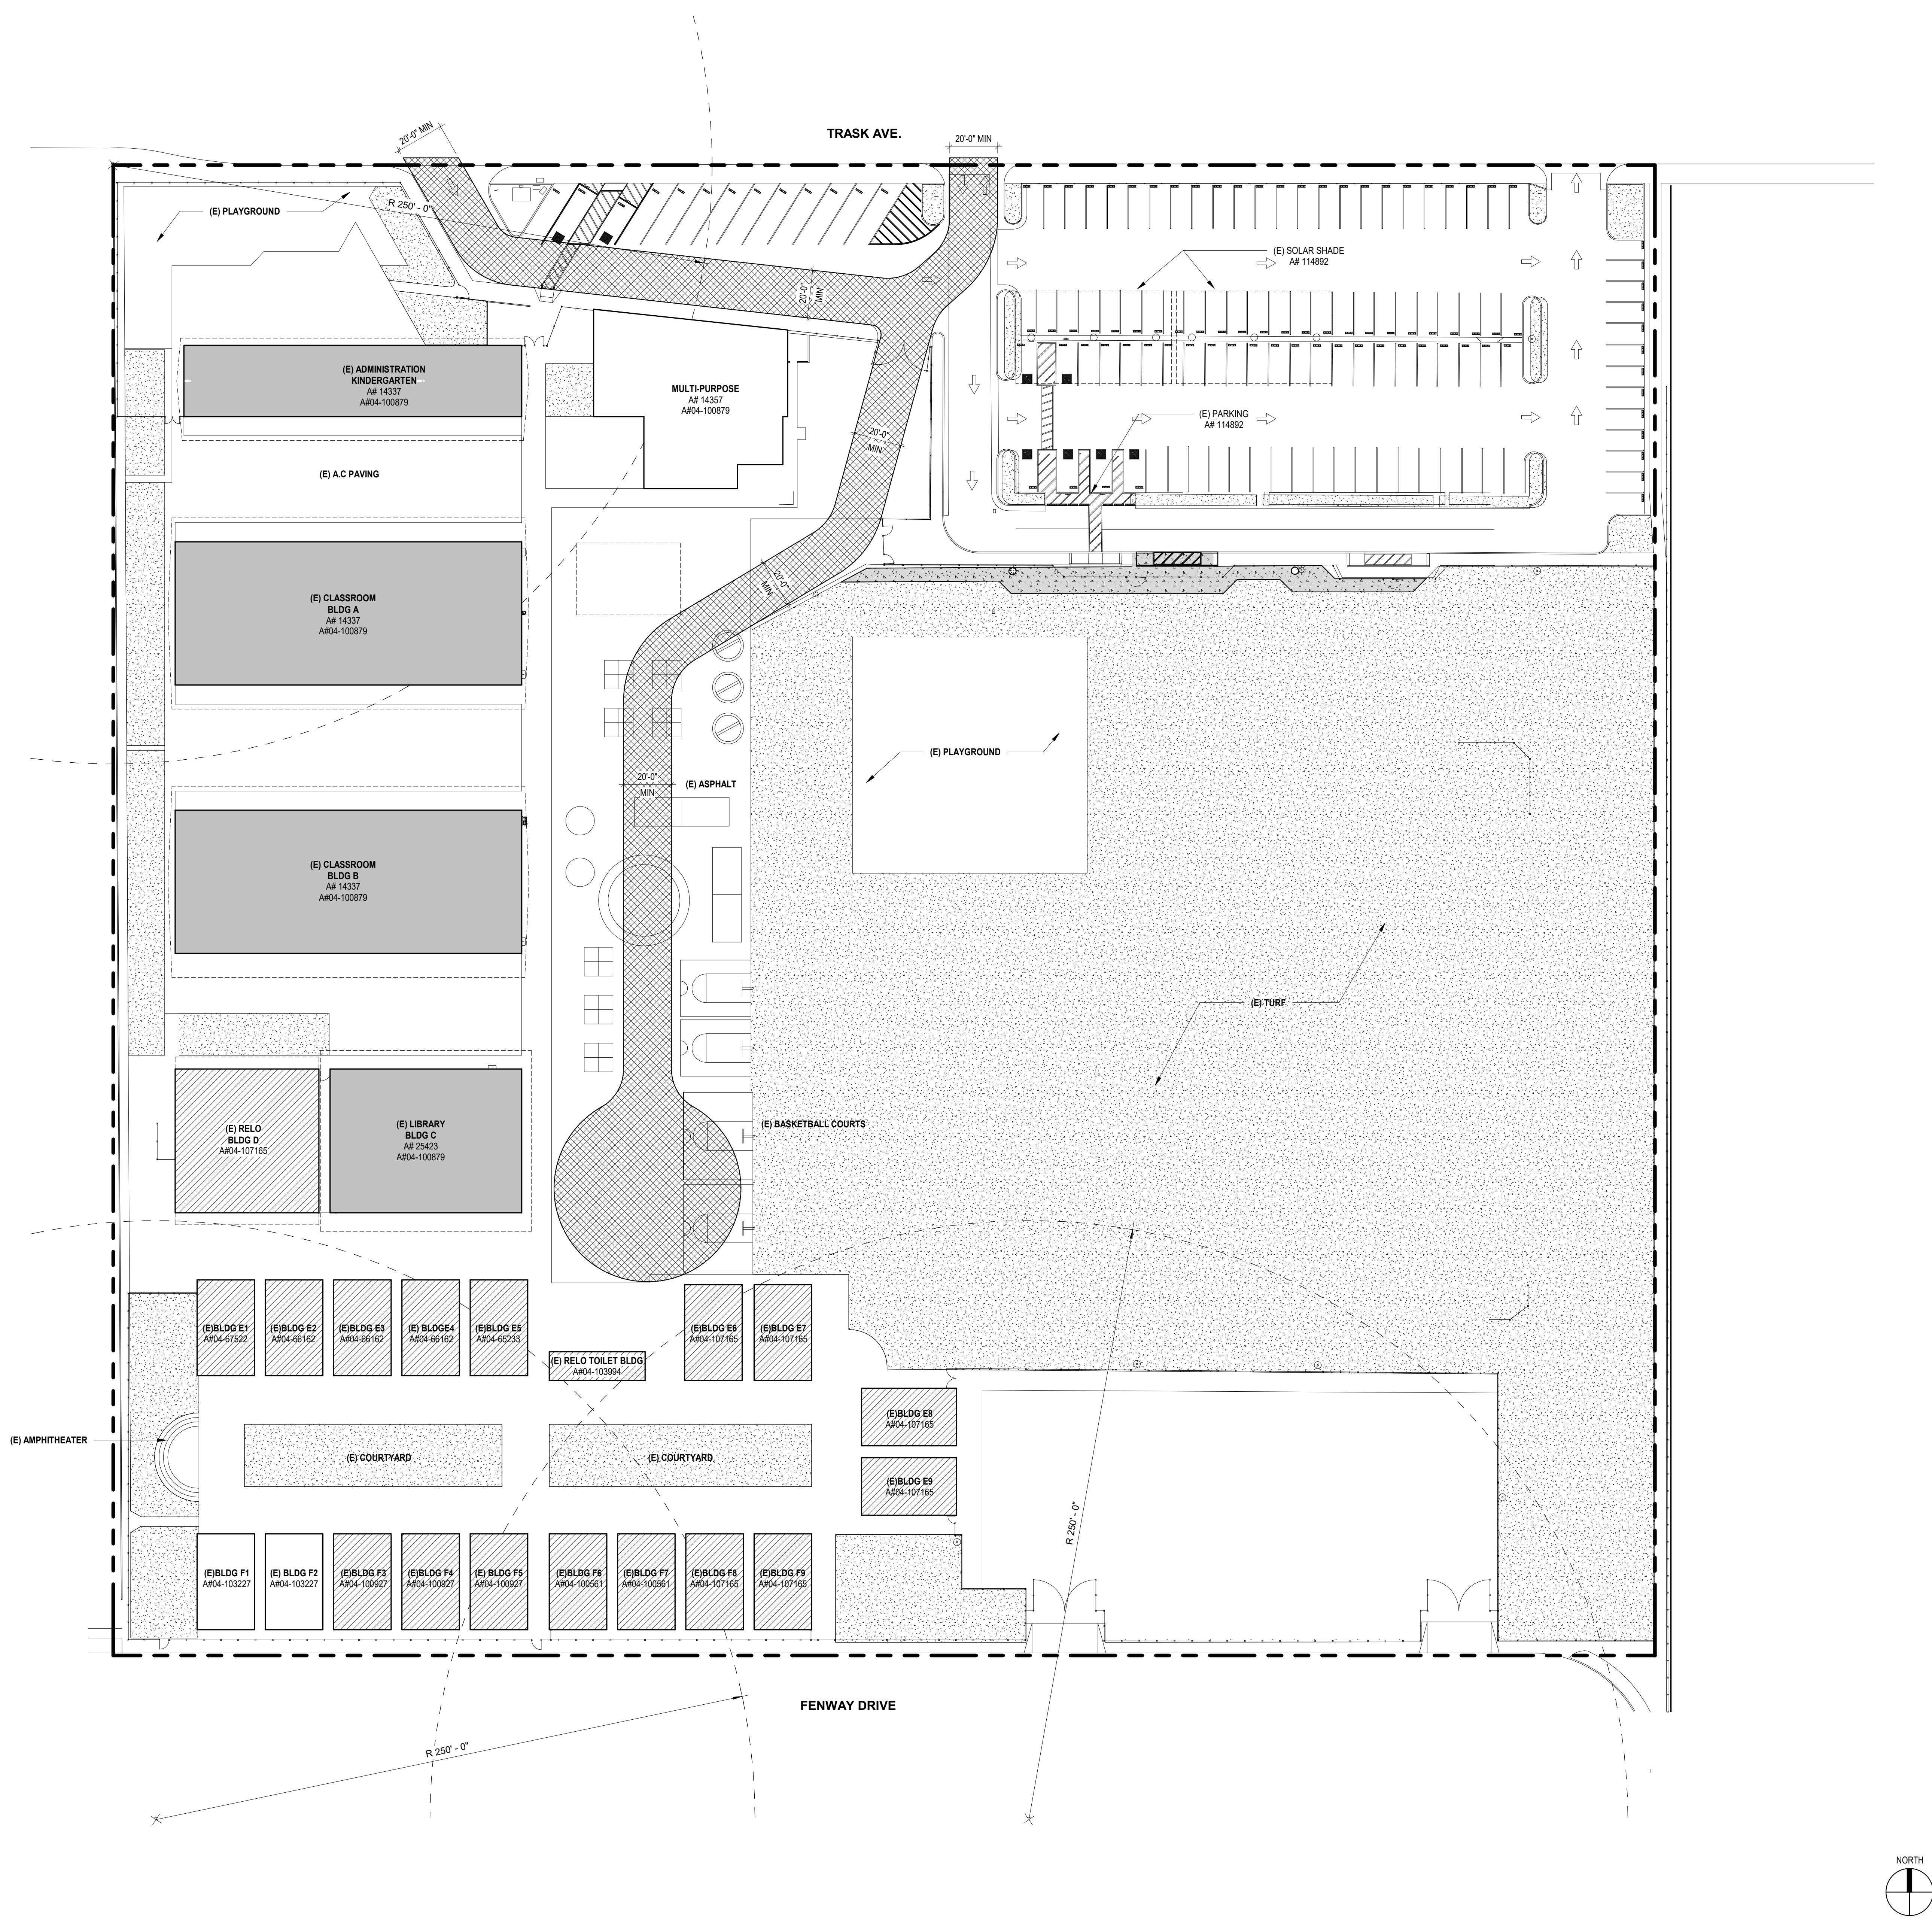 TRASK AVE.
20'-0" MIN
20'-0" MIN
(E) PLAYGROUND
R 250' - 0"
(E) SOLAR SHADE
A# 114892
20'-0"
MIN
(E) ADMINISTRATION
KINDERGARTEN
A# 14337
A#04-100879
MULTI-PURPOSE
A# 14357
A#04-100879
(E) PARKING
A# 114892
20'-0"
MIN
(E) A.C PAVING
20'-0"
MIN
(E) CLASSROOM
BLDG A
A# 14337
A#04-100879
(E) PLAYGROUND
20'-0"
MIN
(E) ASPHALT
(E) CLASSROOM
BLDG B
A# 14337
A#04-100879
(E) TURF
(E) RELO
BLDG D
A#04-107165
(E) LIBRARY
BLDG C
A# 25423
A#04-100879
(E) BASKETBALL COURTS
(E)BLDG E1
A#04-67522
(E)BLDG E2
A#04-66162
(E)BLDG E3
A#04-66162
(E) BLDGE4
A#04-66162
(E)BLDG E5
A#04-65233
(E)BLDG E6
A#04-107165
(E)BLDG E7
A#04-107165
(E) RELO TOILET BLDG
A#04-103994
(E)BLDG E8
A#04-107165
(E) AMPHITHEATER
(E) COURTYARD
(E) COURTYARD
(E)BLDG E9
A#04-107165
R 250' - 0"
(E)BLDG F1
A#04-103227
(E) BLDG F2
A#04-103227
(E)BLDG F3
A#04-100927
(E)BLDG F4
A#04-100927
(E) BLDG F5
A#04-100927
(E)BLDG F6
A#04-100561
(E)BLDG F7
A#04-100561
(E)BLDG F8
A#04-107165
(E)BLDG F9
A#04-107165
FENWAY DRIVE
R 250' - 0"
NORTH